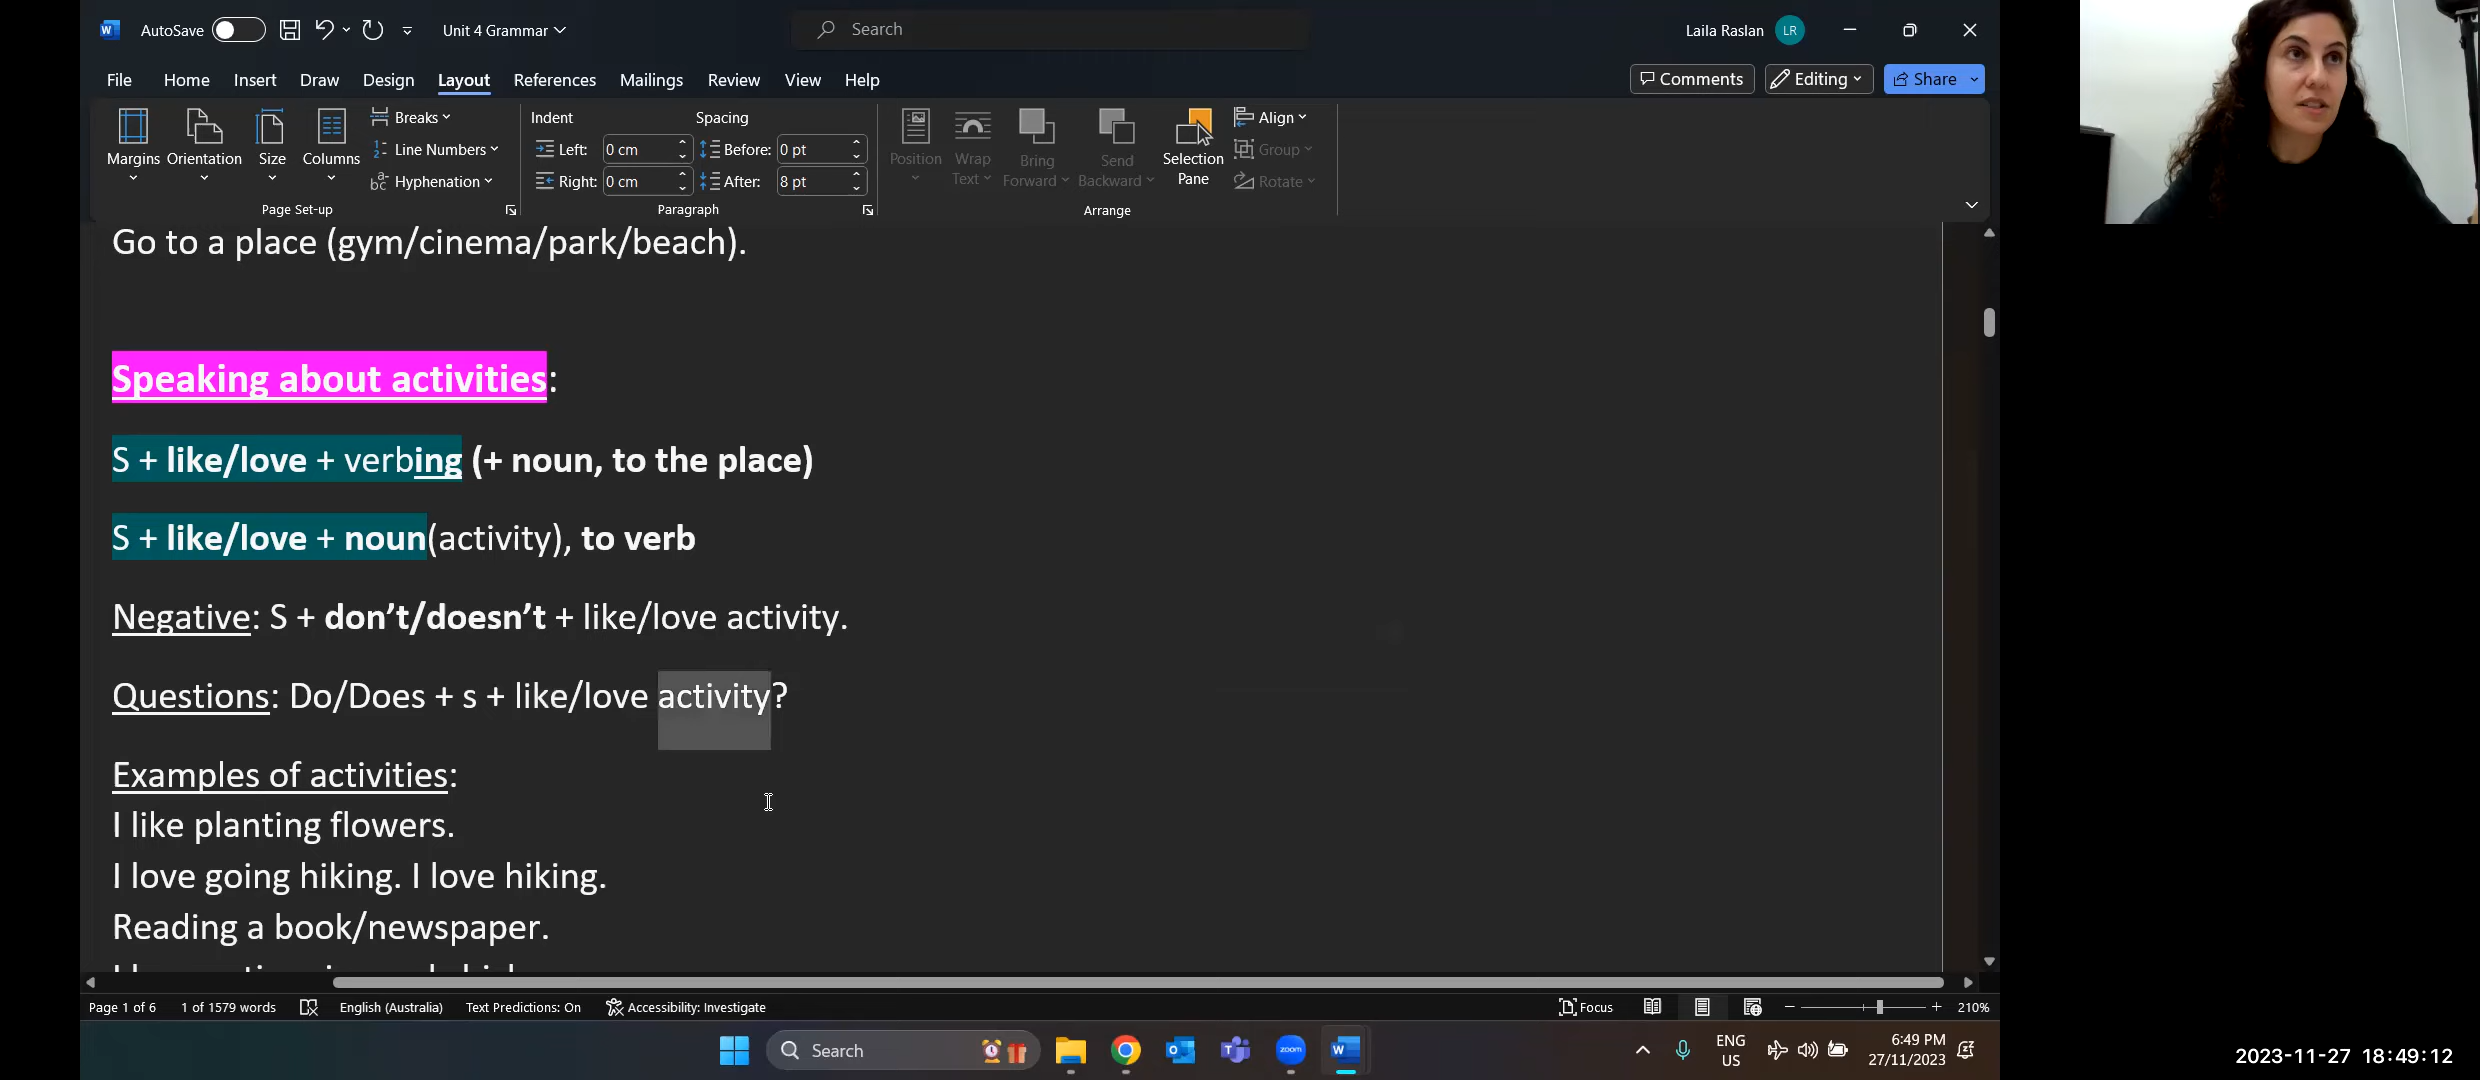 AutoSave
Unit 4 Grammar
Search
Laila Raslan LR
File Home Insert Draw Design Layout References Mailings Review View Help
Comments Editing Share
Margins Orientation Size Columns
Breaks
Line Numbers
Hyphenation
Page Set-up
Indent Spacing
Left: 0 cm Before: 0 pt
Right: 0 cm After: 8 pt
Paragraph
Position Wrap Text Bring Forward Send Backward Selection Pane
Align
Group
Rotate
Arrange
Go to a place (gym/cinema/park/beach).
Speaking about activities:
S + like/love + verbing (+ noun, to the place)
S + like/love + noun(activity), to verb
Negative: S + don’t/doesn’t + like/love activity.
Questions: Do/Does + s + like/love activity?
Examples of activities:
I like planting flowers.
I love going hiking. I love hiking.
Reading a book/newspaper.
Page 1 of 6 1 of 1579 words English (Australia) Text Predictions: On Accessibility: Investigate Focus 210%
Search
zoom
ENG
US
6:49 PM
27/11/2023
2023-11-27 18:49:12